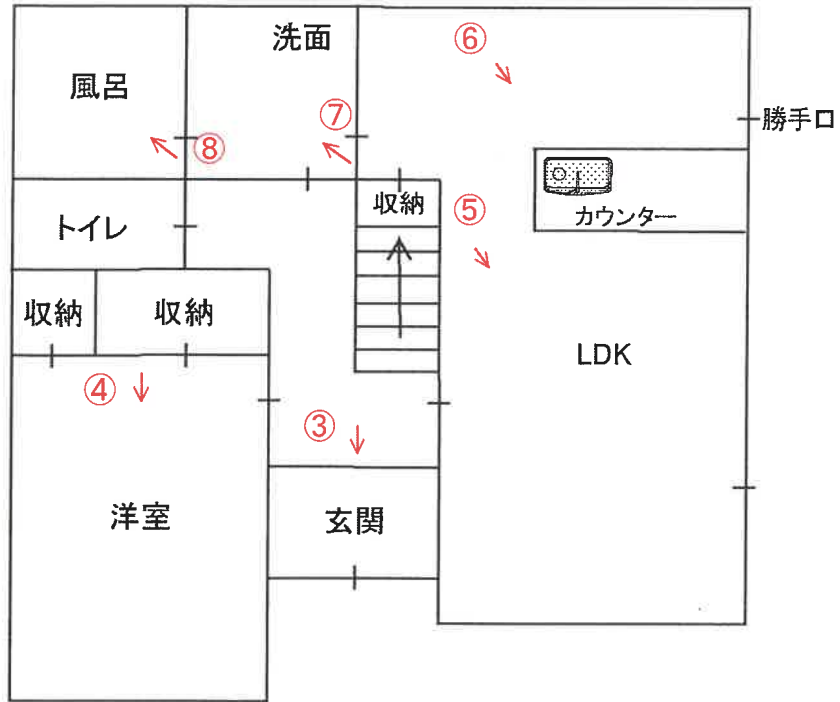 洗面
⑥
風呂
⑦
勝手口
⑧
収納
⑤
カウンター
トイレ
収納
収納
LDK
④
③
洋室
玄関